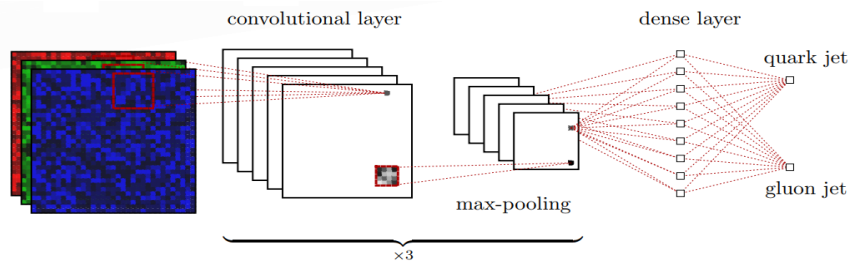 convolutional layer
dense layer
quark jet
gluon jet
max-pooling
×3